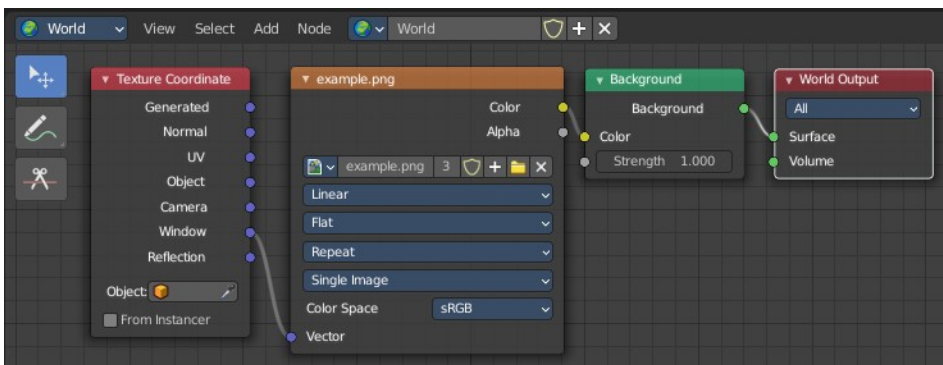 World View Select Add Node World
Texture Coordinate
Generated
Normal
UV
Object
Camera
Window
Reflection
Object:
From Instancer
example.png
Color
Alpha
example.png 3
Linear
Flat
Repeat
Single Image
Color Space sRGB
Vector
Background
Background
Color
Strength 1.000
World Output
All
Surface
Volume